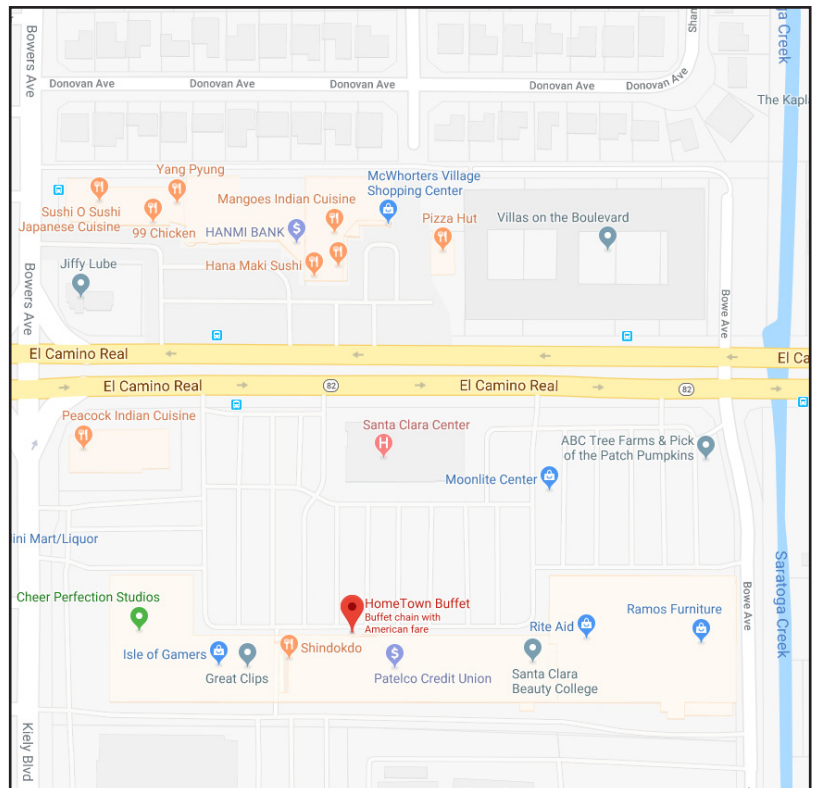 Bowers Ave
Shan
ga Creek
Donovan Ave
Donovan Ave
Donovan Ave
Donovan Ave
Donovan Ave
The Kapl
Yang Pyung
McWhorters Village
Shopping Center
Mangoes Indian Cuisine
Sushi O Sushi
Japanese Cuisine
99 Chicken
HANMI BANK
$
Pizza Hut
Villas on the Boulevard
Hana Maki Sushi
Jiffy Lube
Bowers Ave
Bowe Ave
El Camino Real
El Ca
El Camino Real
82
El Camino Real
82
Peacock Indian Cuisine
Santa Clara Center
H
ABC Tree Farms & Pick
of the Patch Pumpkins
Moonlite Center
ini Mart/Liquor
Saratoga Creek
Bowe Ave
Cheer Perfection Studios
HomeTown Buffet
Buffet chain with
American fare
Rite Aid
Ramos Furniture
Isle of Gamers
Great Clips
Shindokdo
$
Patelco Credit Union
Santa Clara
Beauty College
Kiely Blvd